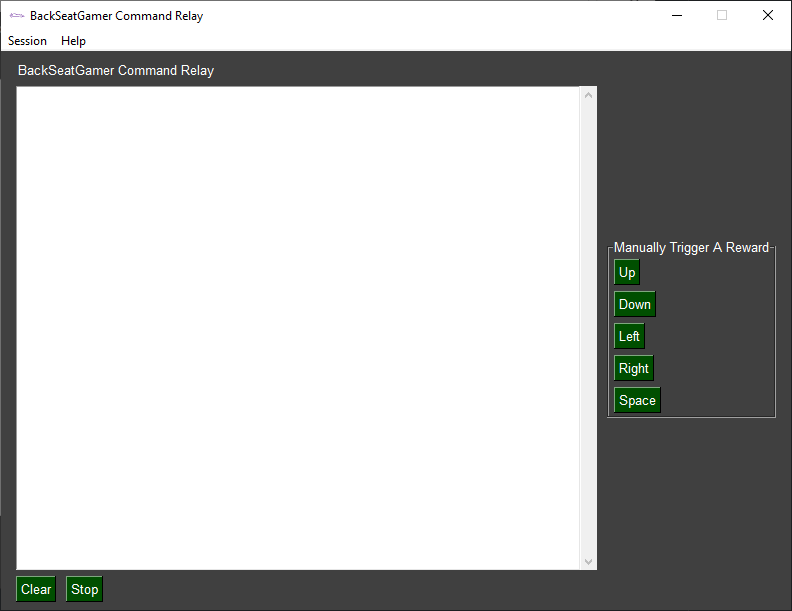 BackSeatGamer Command Relay
Session Help
BackSeatGamer Command Relay
Manually Trigger A Reward
Up
Down
Left
Right
Space
Clear Stop